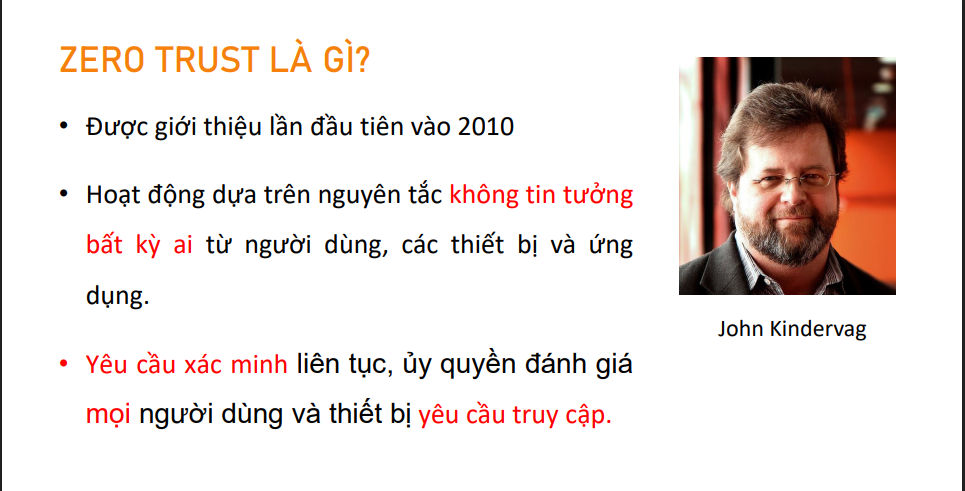 ZERO TRUST LÀ GÌ?
• Được giới thiệu lần đầu tiên vào 2010
• Hoạt động dựa trên nguyên tắc không tin tưởng
bất kỳ ai từ người dùng, các thiết bị và ứng
dụng.
• Yêu cầu xác minh liên tục, ủy quyền đánh giá
mọi người dùng và thiết bị yêu cầu truy cập.
John Kindervag